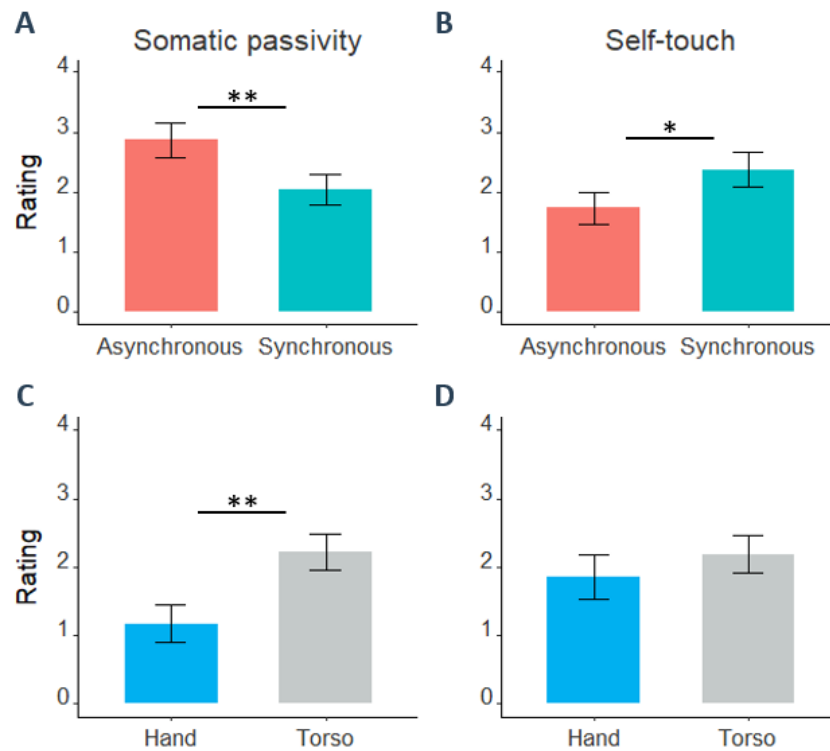 A
Somatic passivity
4
3
2
1
0
Rating
**
Asynchronous Synchronous
B
Self-touch
4
3
2
1
0
*
Asynchronous Synchronous
C
4
3
2
1
0
Rating
**
Hand Torso
D
4
3
2
1
0
Hand Torso